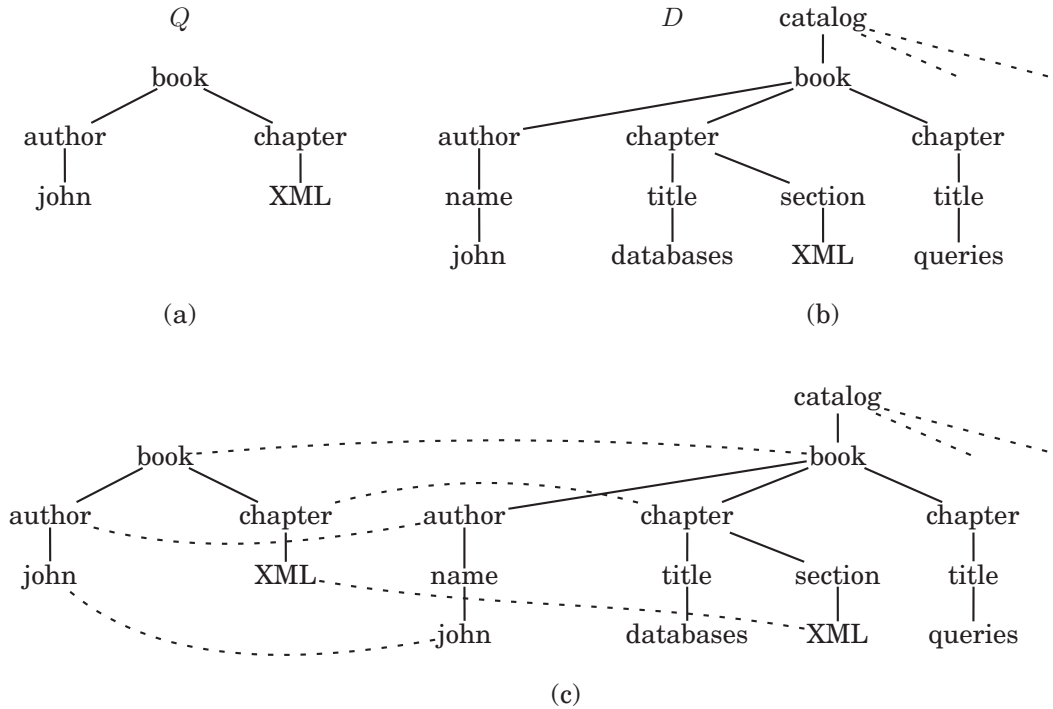 Q D catalog
book book
author chapter author chapter chapter
john XML name title section title
john databases XML queries
(a) (b)
catalog
book book
author chapter author chapter chapter
john XML name title section title
john databases XML queries
(c)